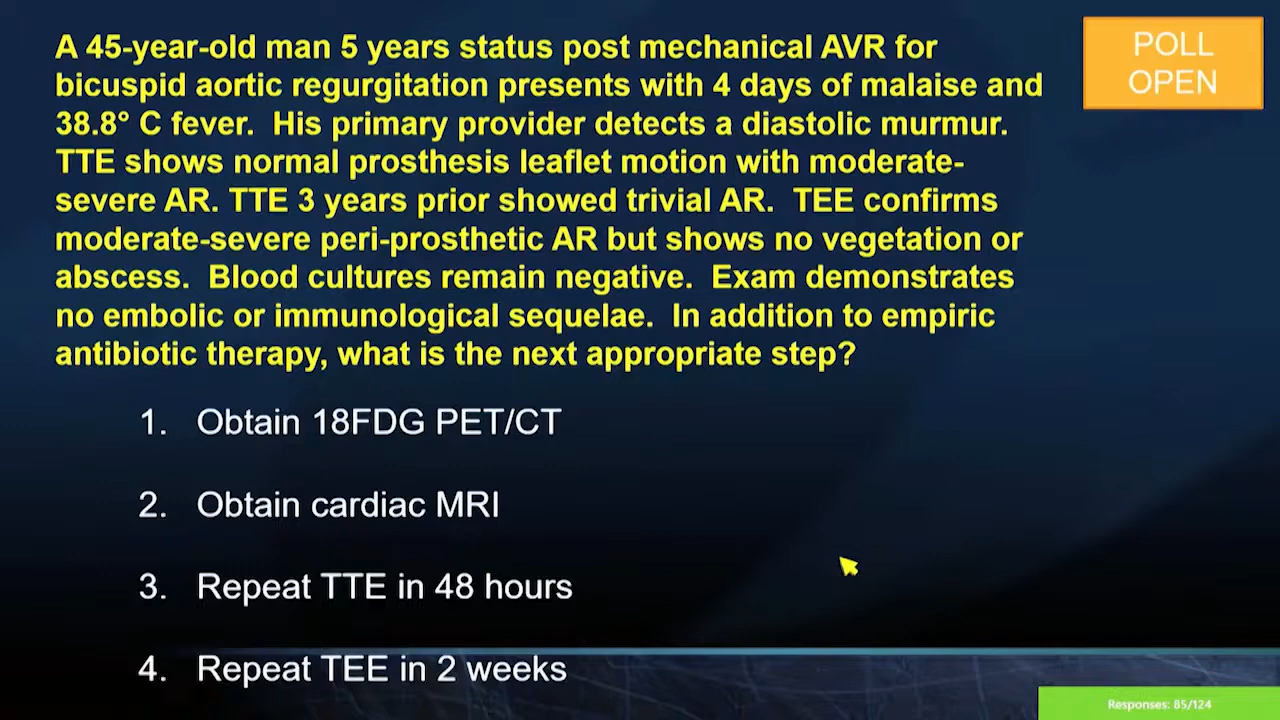 A 45-year-old man 5 years status post mechanical AVR for
bicuspid aortic regurgitation presents with 4 days of malaise and
38.8° C fever.  His primary provider detects a diastolic murmur.
TTE shows normal prosthesis leaflet motion with moderate-
severe AR. TTE 3 years prior showed trivial AR.  TEE confirms
moderate-severe peri-prosthetic AR but shows no vegetation or
abscess.  Blood cultures remain negative.  Exam demonstrates
no embolic or immunological sequelae.  In addition to empiric
antibiotic therapy, what is the next appropriate step?
POLL
OPEN
1. Obtain 18FDG PET/CT
2. Obtain cardiac MRI
3. Repeat TTE in 48 hours
4. Repeat TEE in 2 weeks
Responses: 85/124